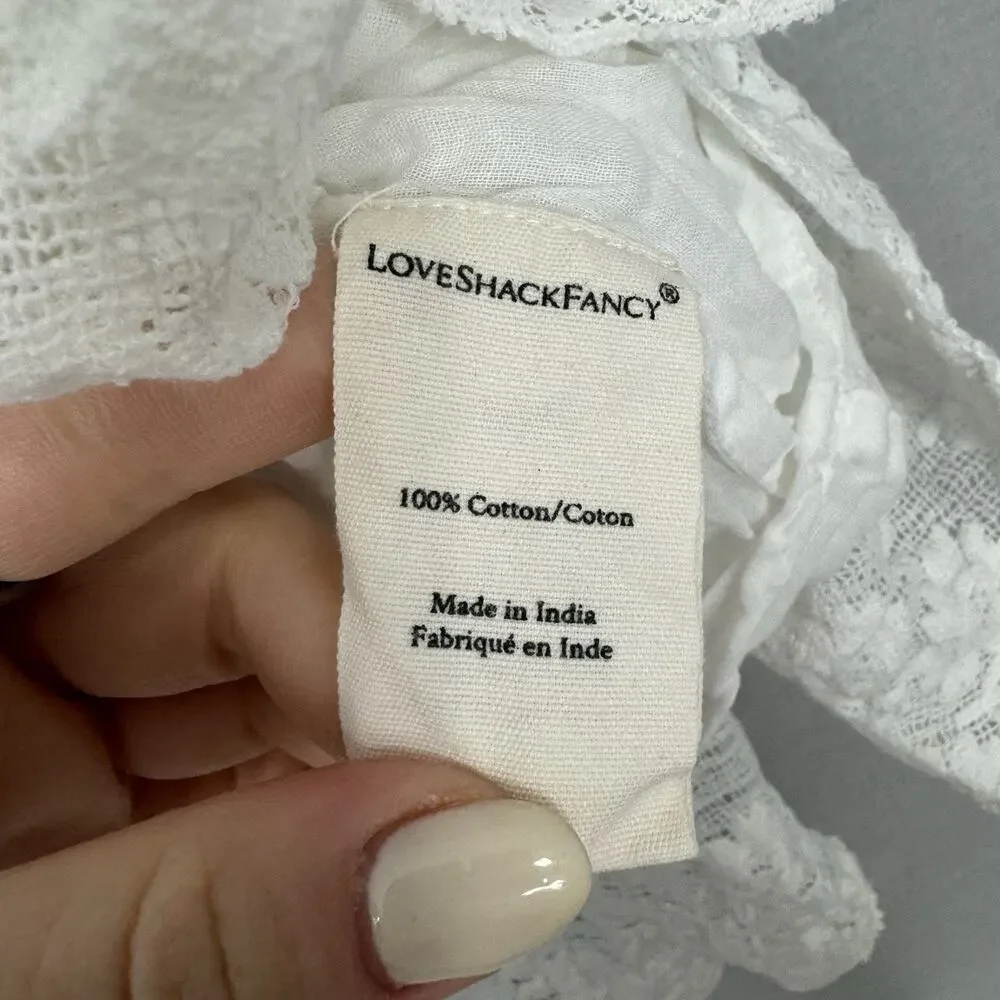 LOVESHACKFANCY®
100% Cotton/Coton
Made in India
Fabriqué en Inde